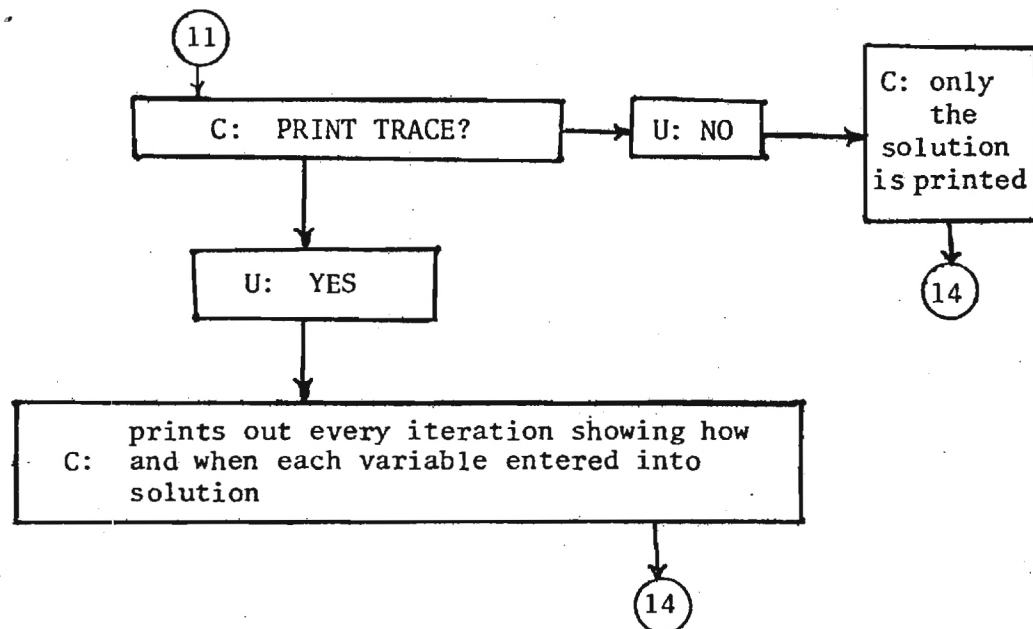 11
C: PRINT TRACE?
U: NO
C: only
the
solution
is printed
14
U: YES
prints out every iteration showing how
C: and when each variable entered into
solution
14